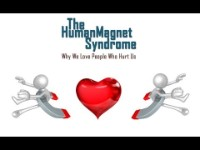 The
HumanMagnet
Syndrome
Why We Love People Who Hurt Us